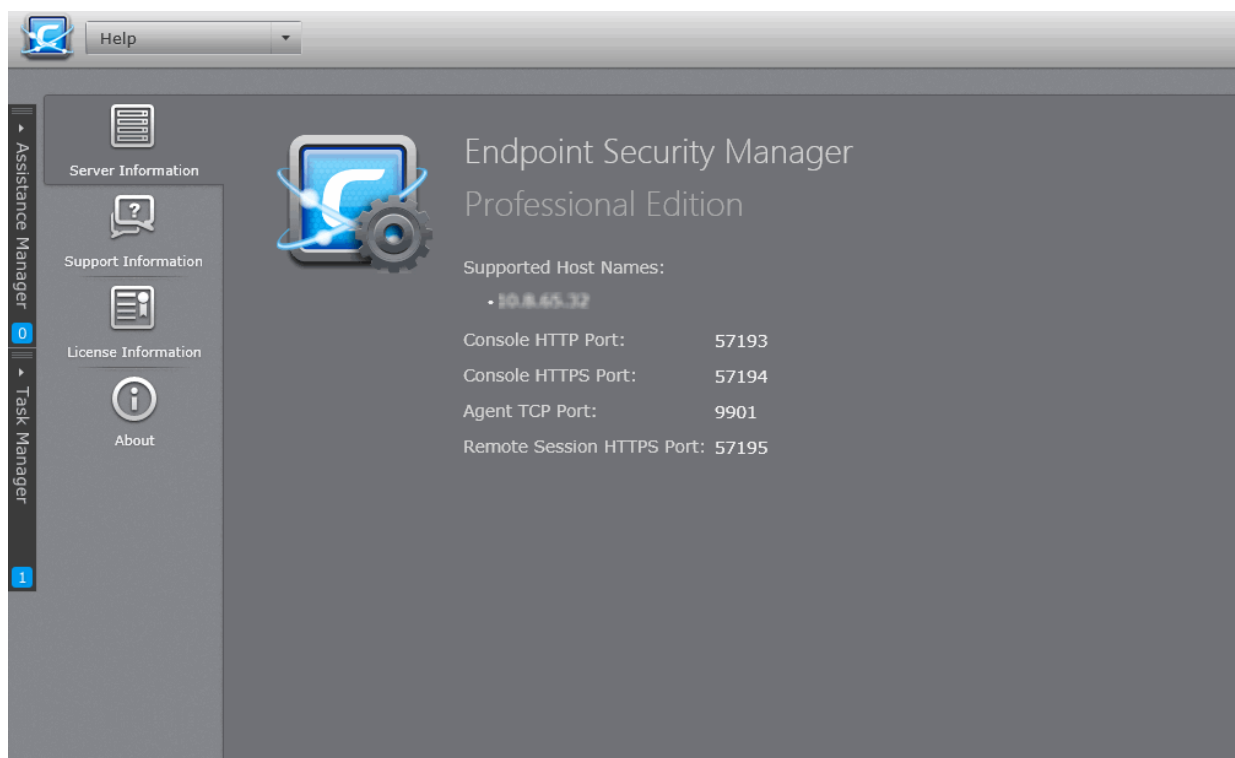 Help
Assistance Manager
0
Task Manager
1
Server Information
Support Information
License Information
About
Endpoint Security Manager
Professional Edition
Supported Host Names:
Console HTTP Port: 57193
Console HTTPS Port: 57194
Agent TCP Port: 9901
Remote Session HTTPS Port: 57195